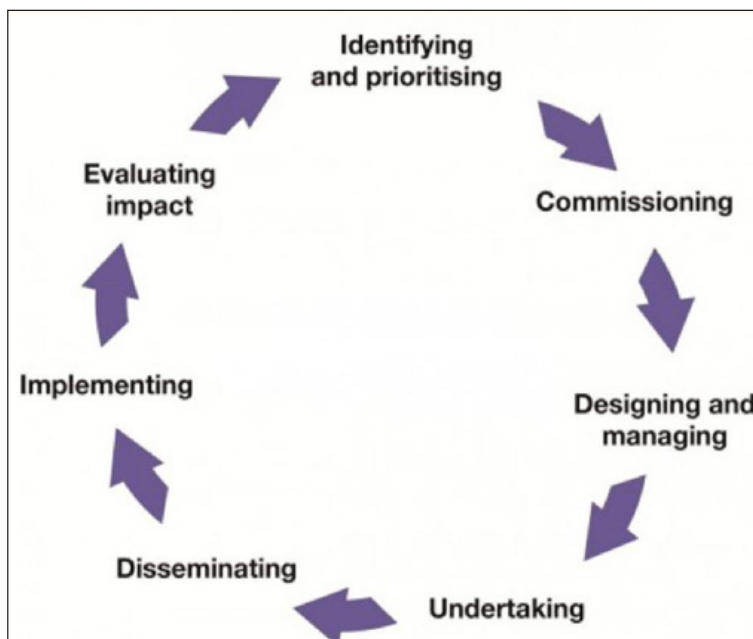 Identifying
and prioritising
Commissioning
Designing and
managing
Undertaking
Disseminating
Implementing
Evaluating
impact